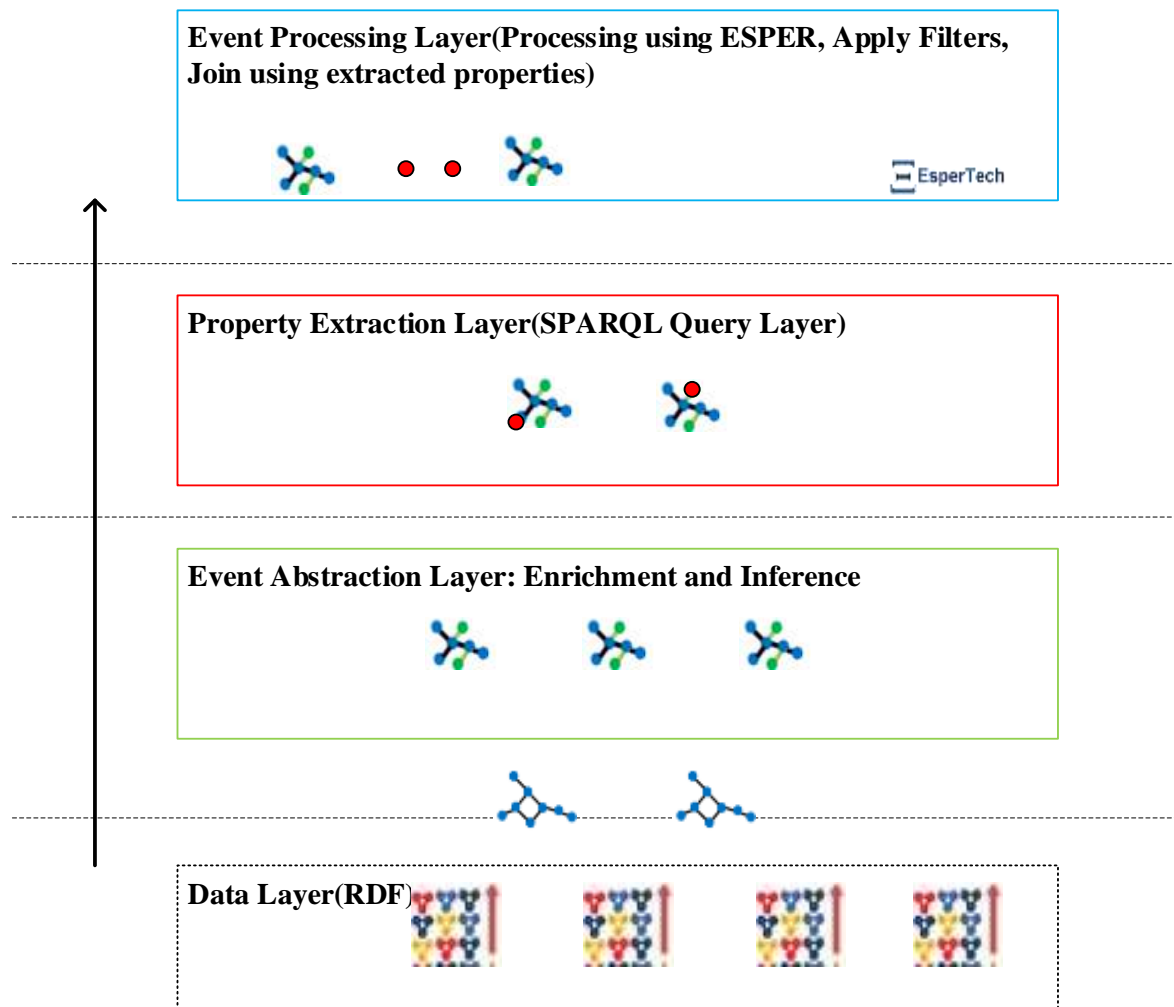 Event Processing Layer(Processing using ESPER, Apply Filters,
Join using extracted properties)
EsperTech
Property Extraction Layer(SPARQL Query Layer)
Event Abstraction Layer: Enrichment and Inference
Data Layer(RDF)